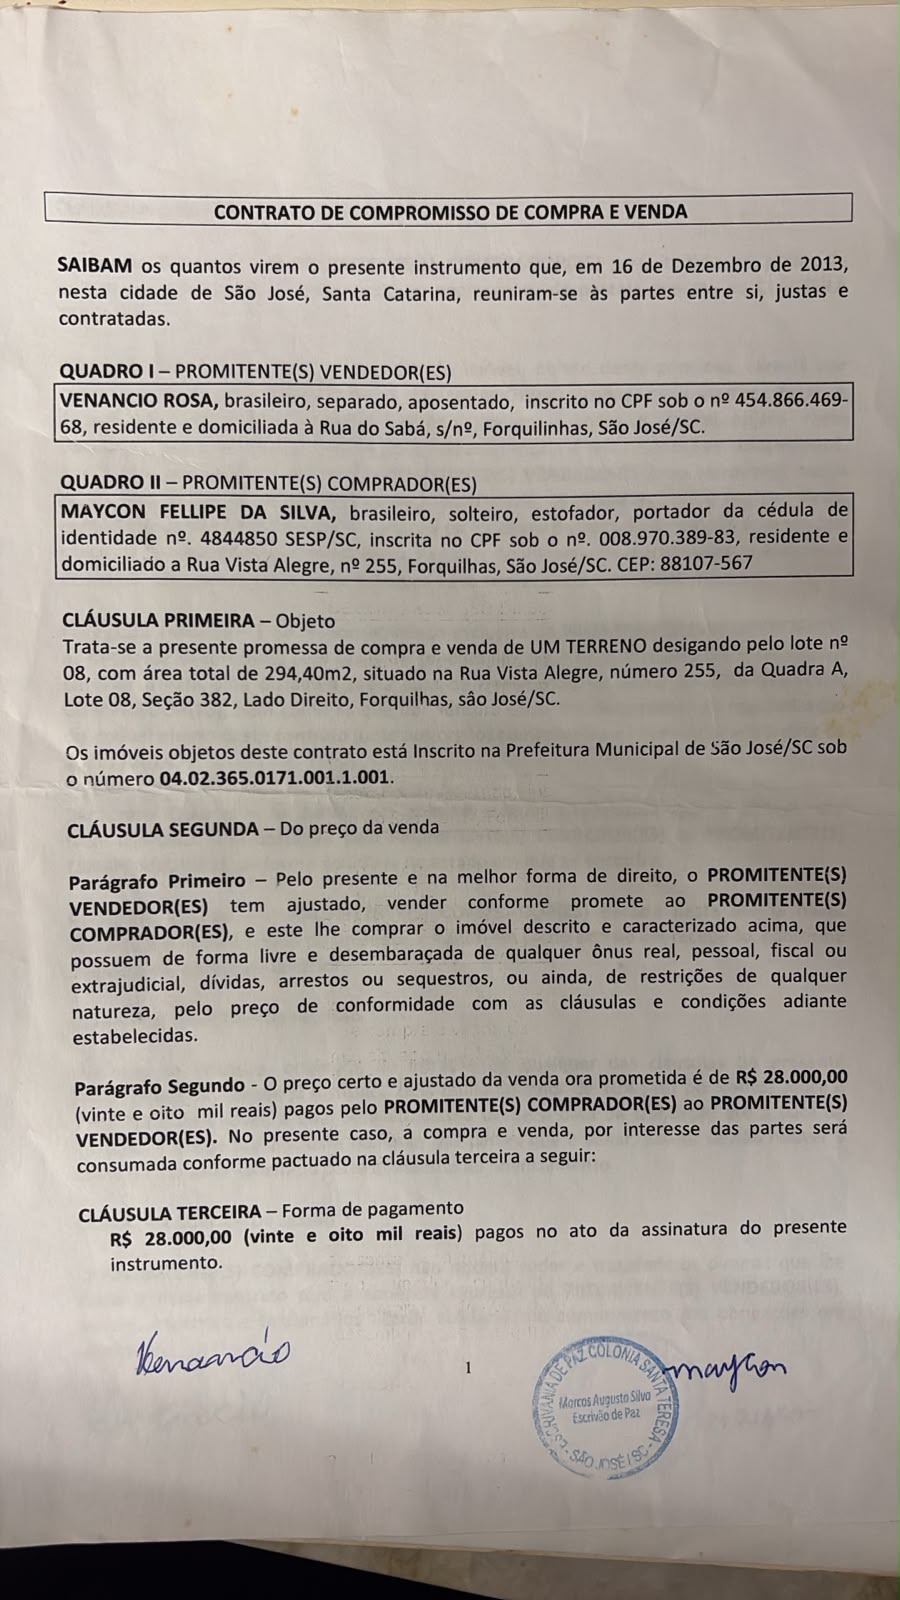 CONTRATO DE COMPROMISSO DE COMPRA E VENDA
SAIBAM os quantos virem o presente instrumento que, em 16 de Dezembro de 2013,
nesta cidade de São José, Santa Catarina, reuniram-se às partes entre si, justas e
contratadas.
QUADRO I – PROMITENTE(S) VENDEDOR(ES)
VENANCIO ROSA, brasileiro, separado, aposentado, inscrito no CPF sob o nº 454.866.469-
68, residente e domiciliada à Rua do Sabá, s/nº, Forquilinhas, São José/SC.
QUADRO II – PROMITENTE(S) COMPRADOR(ES)
MAYCON FELLIPE DA SILVA, brasileiro, solteiro, estofador, portador da cédula de
identidade nº. 4844850 SESP/SC, inscrita no CPF sob o nº. 008.970.389-83, residente e
domiciliado a Rua Vista Alegre, nº 255, Forquilhas, São José/SC. CEP: 88107-567
CLÁUSULA PRIMEIRA – Objeto
Trata-se a presente promessa de compra e venda de UM TERRENO desigando pelo lote nº
08, com área total de 294,40m2, situado na Rua Vista Alegre, número 255, da Quadra A,
Lote 08, Seção 382, Lado Direito, Forquilhas, sâo José/SC.
Os imóveis objetos deste contrato está Inscrito na Prefeitura Municipal de São José/SC sob
o número 04.02.365.0171.001.1.001.
CLÁUSULA SEGUNDA – Do preço da venda
Parágrafo Primeiro – Pelo presente e na melhor forma de direito, o PROMITENTE(S)
VENDEDOR(ES) tem ajustado, vender conforme promete ao PROMITENTE(S)
COMPRADOR(ES), e este lhe comprar o imóvel descrito e caracterizado acima, que
possuem de forma livre e desembaraçada de qualquer ônus real, pessoal, fiscal ou
extrajudicial, dívidas, arrestos ou sequestros, ou ainda, de restrições de qualquer
natureza, pelo preço de conformidade com as cláusulas e condições adiante
estabelecidas.
Parágrafo Segundo - O preço certo e ajustado da venda ora prometida é de R$ 28.000,00
(vinte e oito mil reais) pagos pelo PROMITENTE(S) COMPRADOR(ES) ao PROMITENTE(S)
VENDEDOR(ES). No presente caso, a compra e venda, por interesse das partes será
consumada conforme pactuado na cláusula terceira a seguir:
CLÁUSULA TERCEIRA – Forma de pagamento
R$ 28.000,00 (vinte e oito mil reais) pagos no ato da assinatura do presente
instrumento.
Venancio
1
maycon
ESCRIVANIA DE PAZ COLONIA SANTA TERESA
Marcos Augusto Silva
Escrivão de Paz
- SÃO JOSÉ / SC -